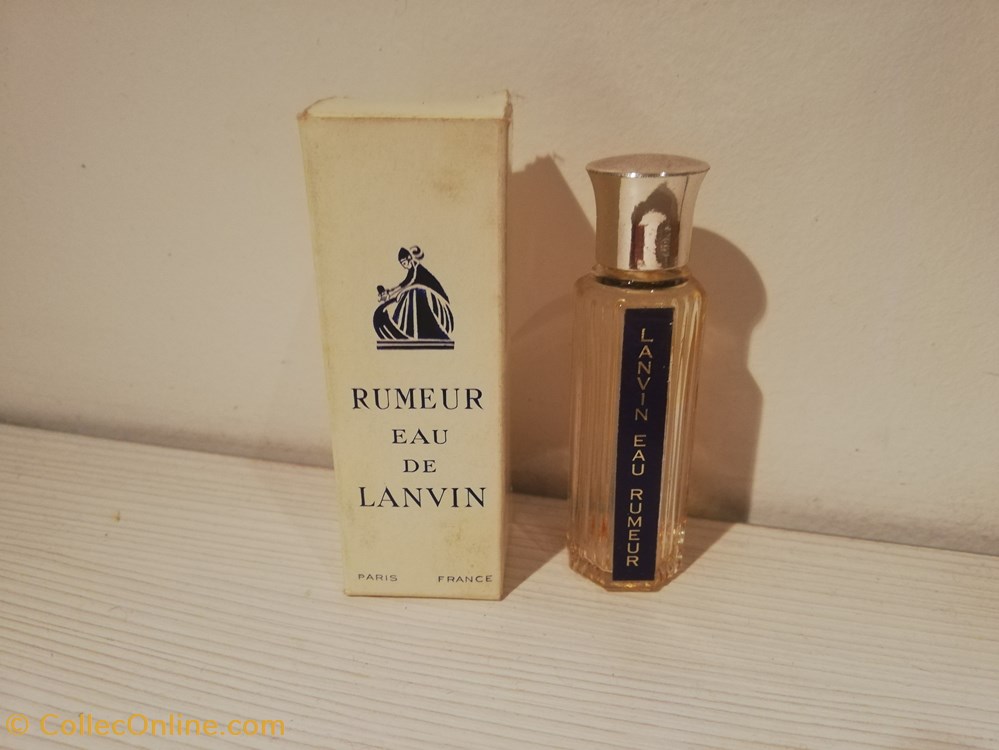 RUMEUR
EAU
DE
LANVIN
PARIS FRANCE
LANVIN EAU RUMEUR
© CollecOnline.com